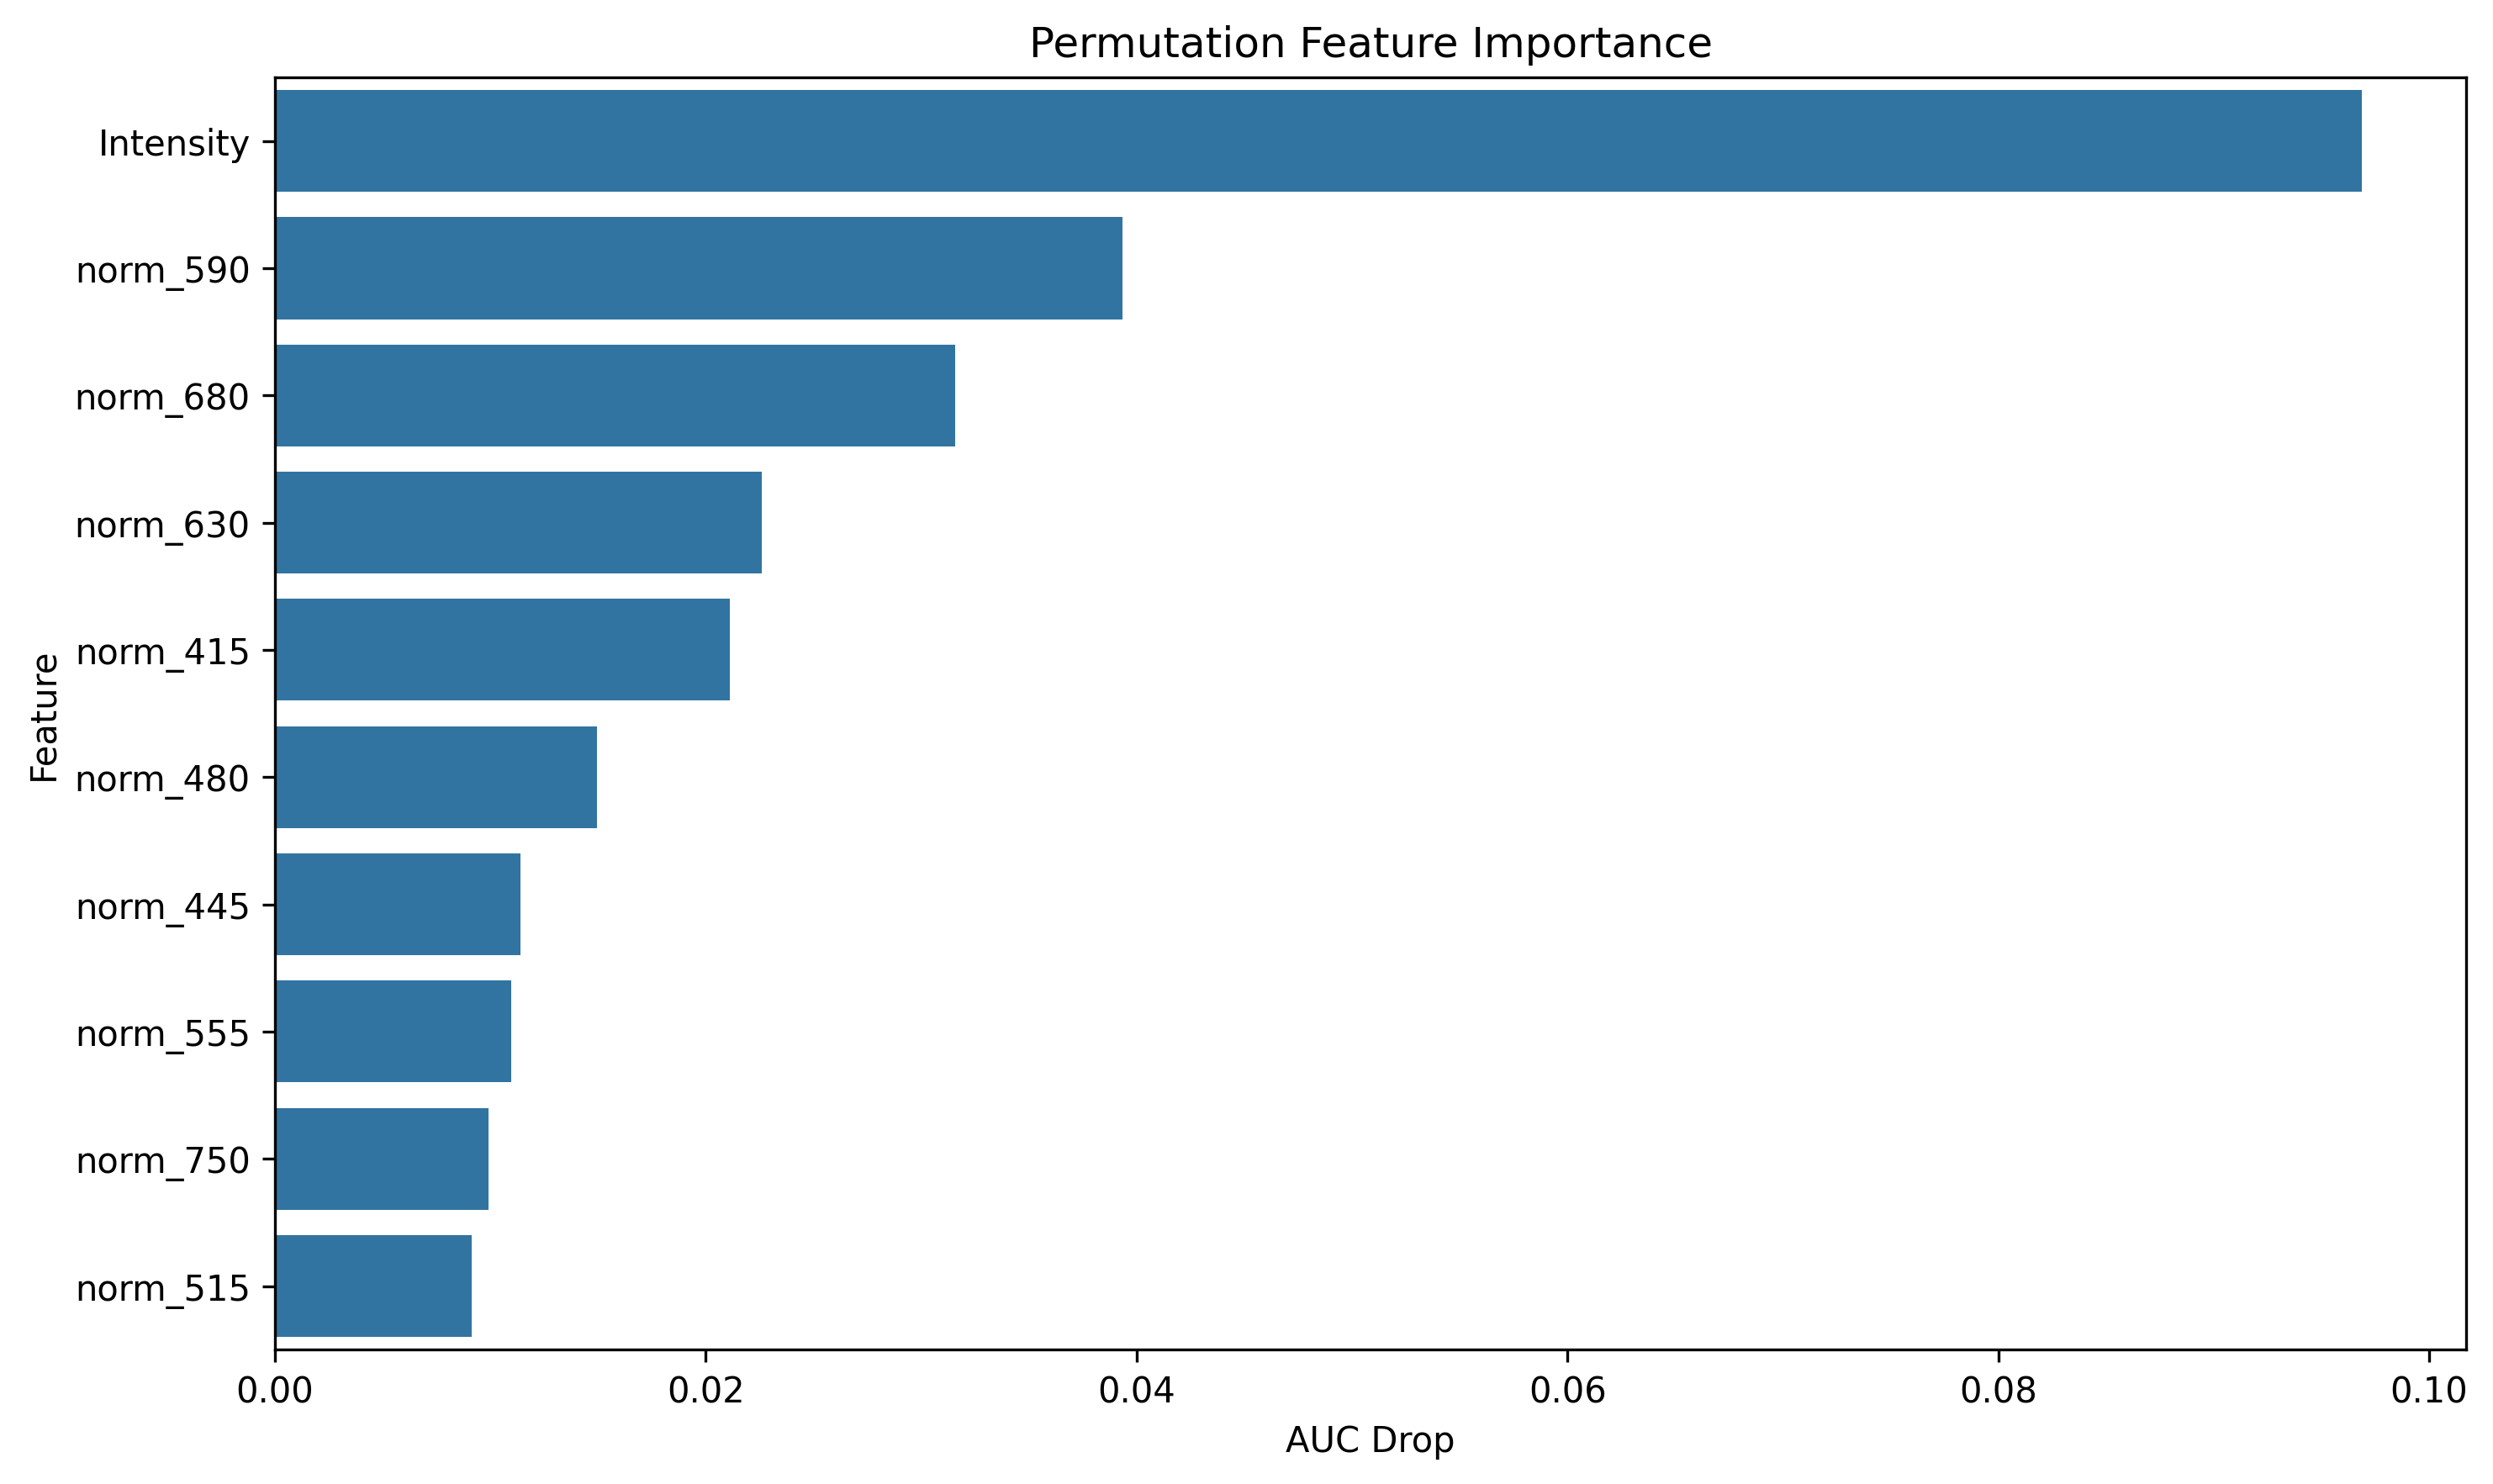 Permutation Feature Importance
Intensity
norm_590
norm_680
norm_630
norm_415
norm_480
norm_445
norm_555
norm_750
norm_515
Feature
0.00 0.02 0.04 0.06 0.08 0.10
AUC Drop